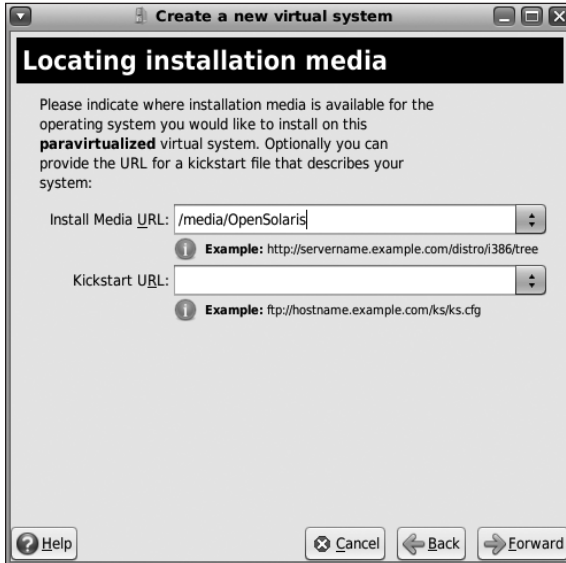 Create a new virtual system
Locating installation media
Please indicate where installation media is available for the
operating system you would like to install on this
paravirtualized virtual system. Optionally you can
provide the URL for a kickstart file that describes your
system:
Install Media URL: /media/OpenSolaris
Example: http://servername.example.com/distro/i386/tree
Kickstart URL:
Example: ftp://hostname.example.com/ks/ks.cfg
Help Cancel Back Forward